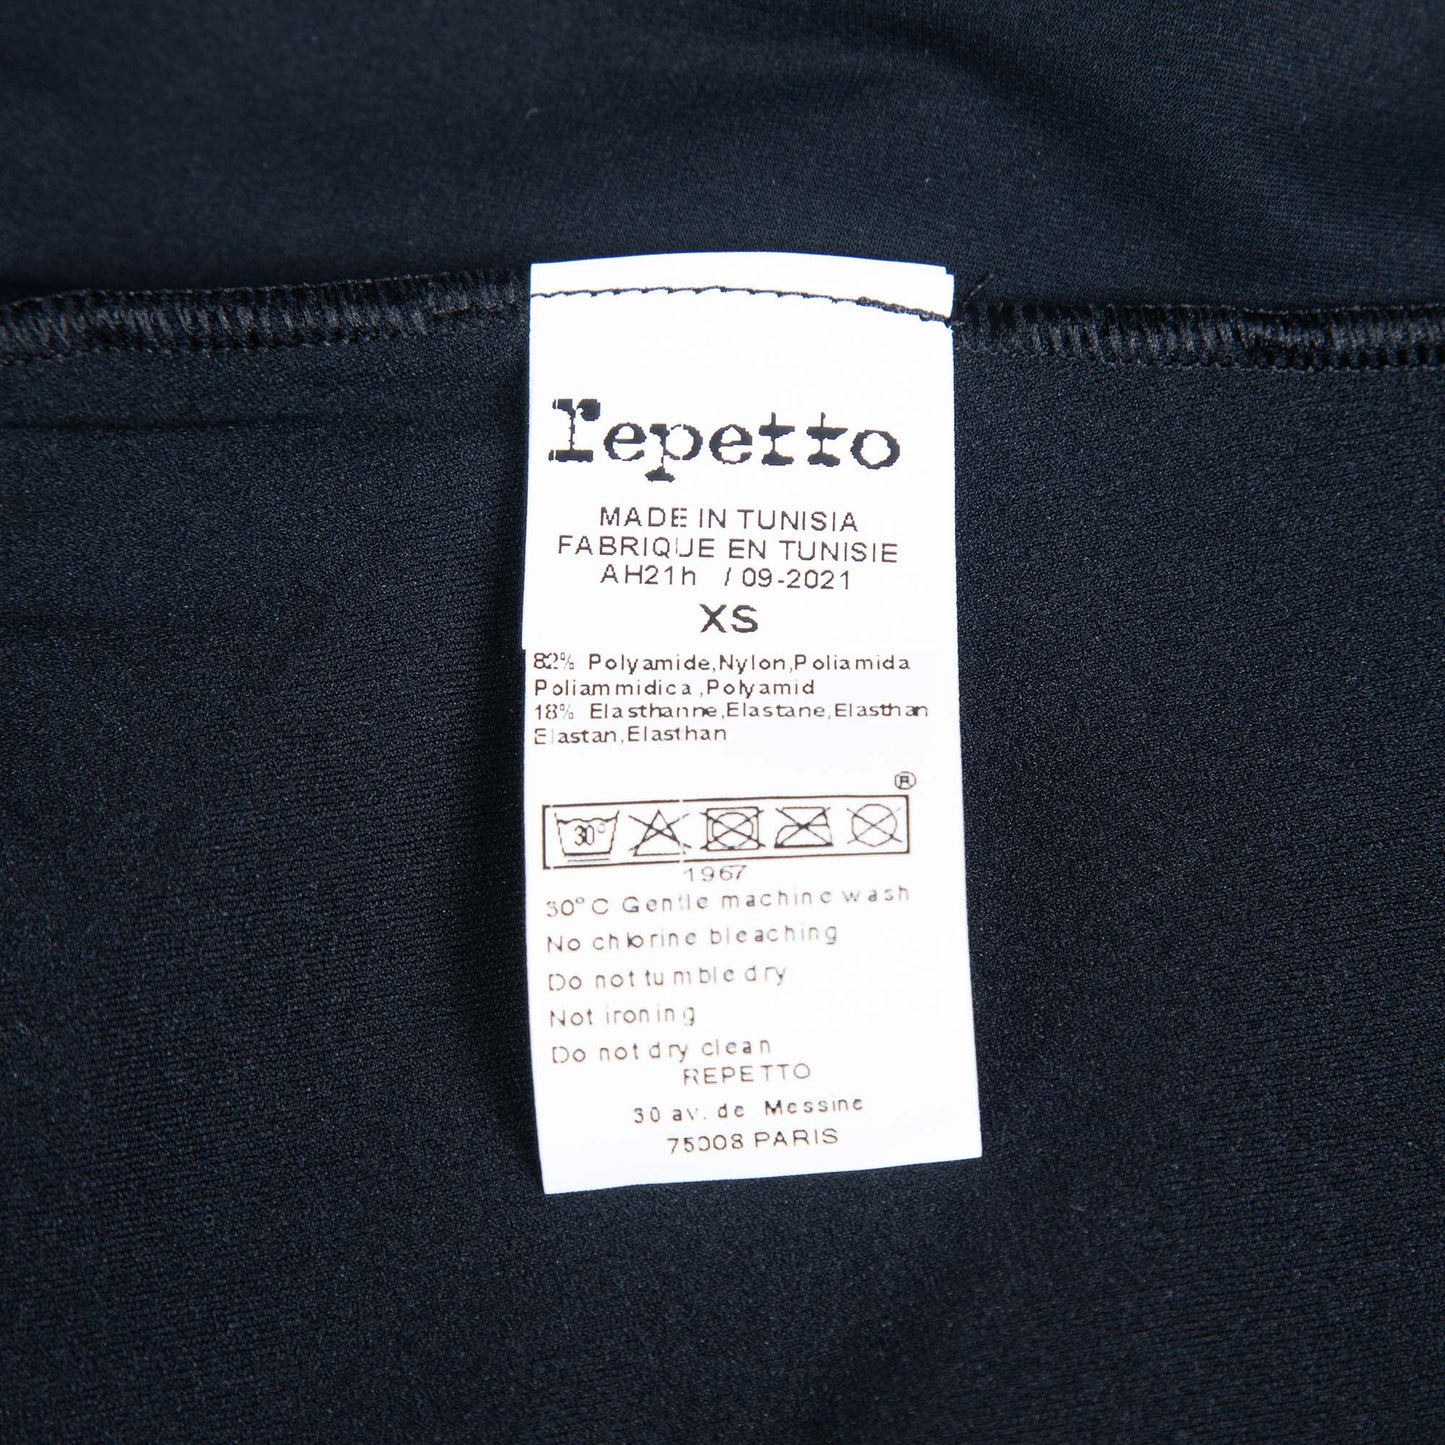 repetto
MADE IN TUNISIA
FABRIQUE EN TUNISIE
AH21h / 09-2021
XS
82% Polyamide,Nylon,Poliamida
Poliammidica ,Polyamid
18% Elasthanne,Elastane,Elasthan
Elastan,Elasthan
®
30°
1967
30°C Gentle machine wash
No chlorine bleaching
Do not tumble dry
Not ironing
Do not dry clean
REPETTO
30 av. de Messine
75008 PARIS